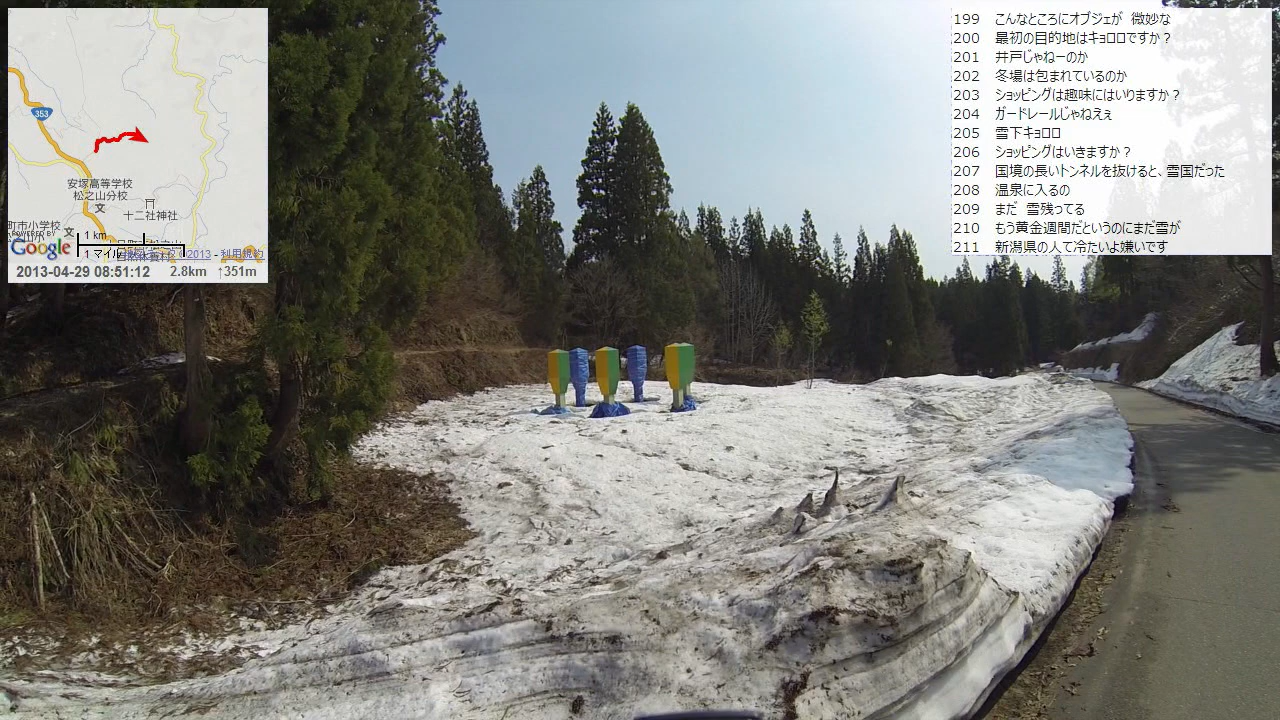 353
安塚高等学校
松之山分校
文
十二社神社
町市小学校
文
POWERED BY
Google
1 km
1 マイル
©2013 - 利用規約
2013-04-29 08:51:12 2.8km ↑351m
199 こんなところにオブジェが 微妙な
200 最初の目的地はキョロロですか？
201 井戸じゃねーのか
202 冬場は包まれているのか
203 ショッピングは趣味にはいりますか？
204 ガードレールじゃねえぇ
205 雪下キョロロ
206 ショッピングはいきますか？
207 国境の長いトンネルを抜けると、雪国だった
208 温泉に入るの
209 まだ 雪残ってる
210 もう黄金週間だというのにまだ雪が
211 新潟県の人て冷たいよ嫌いです